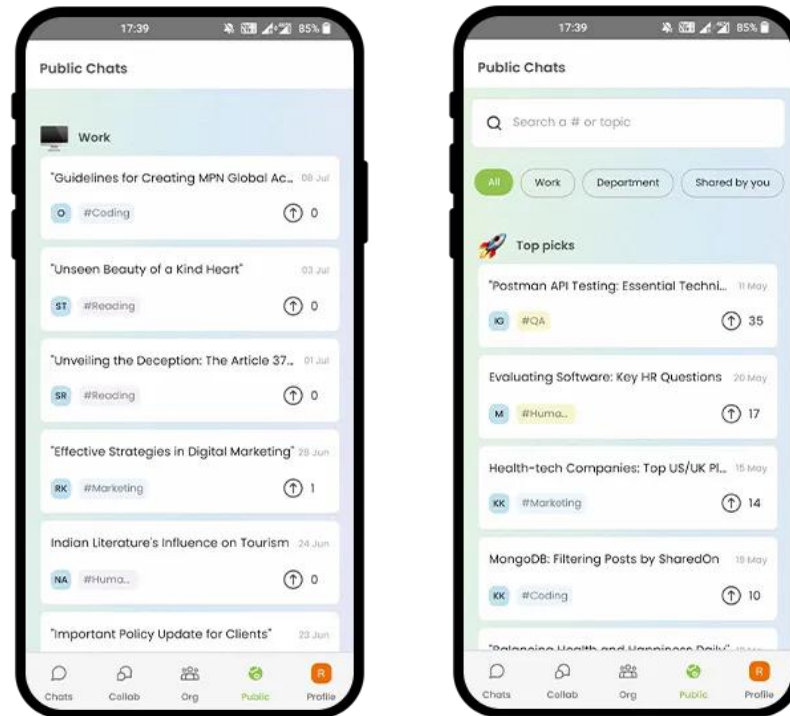 17:39 85%
Public Chats
Work
"Guidelines for Creating MPN Global Ac... 08 Jul
O #Coding 0
"Unseen Beauty of a Kind Heart" 03 Jul
ST #Reading 0
"Unveiling the Deception: The Article 37... 01 Jul
SR #Reading 0
"Effective Strategies in Digital Marketing" 28 Jun
RK #Marketing 1
Indian Literature's Influence on Tourism 24 Jun
NA #Huma... 0
"Important Policy Update for Clients" 23 Jun
Chats Collab Org Public R Profile
17:39 85%
Public Chats
Search a # or topic
All Work Department Shared by you
Top picks
"Postman API Testing: Essential Techni... 11 May
IG #QA 35
Evaluating Software: Key HR Questions 20 May
M #Huma... 17
Health-tech Companies: Top US/UK Pl... 15 May
KK #Marketing 14
MongoDB: Filtering Posts by SharedOn 19 May
KK #Coding 10
"Balancing Health and Happiness Daily"
Chats Collab Org Public R Profile